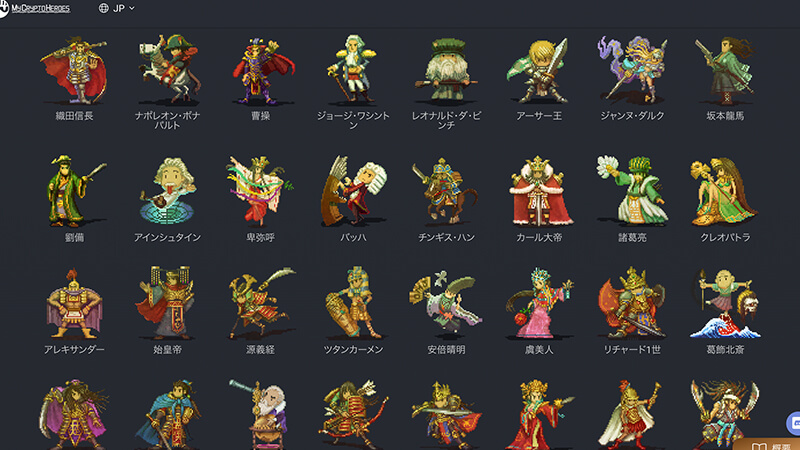 MYCRYPTOHEROES
JP
織田信長
ナポレオン・ボナ
パルト
曹操
ジョージ・ワシント
ン
レオナルド・ダ・ビ
ンチ
アーサー王
ジャンヌ・ダルク
坂本龍馬
劉備
アインシュタイン
卑弥呼
バッハ
チンギス・ハン
カール大帝
諸葛亮
クレオパトラ
アレキサンダー
始皇帝
源義経
ツタンカーメン
安倍晴明
虞美人
リチャード1世
葛飾北斎
概要